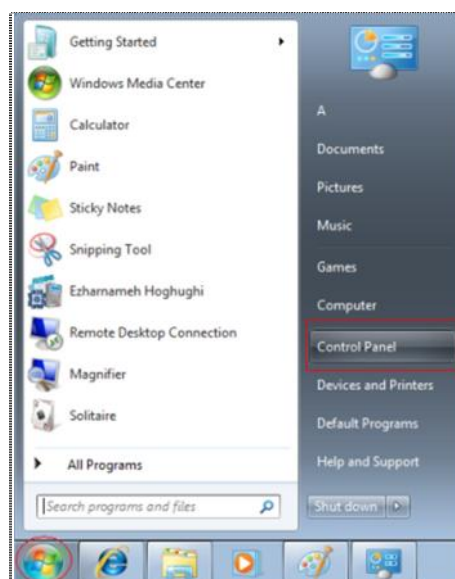 Getting Started
Windows Media Center
Calculator
Paint
Sticky Notes
Snipping Tool
Ezharnameh Hoghughi
Remote Desktop Connection
Magnifier
Solitaire
All Programs
Search programs and files
A
Documents
Pictures
Music
Games
Computer
Control Panel
Devices and Printers
Default Programs
Help and Support
Shut down